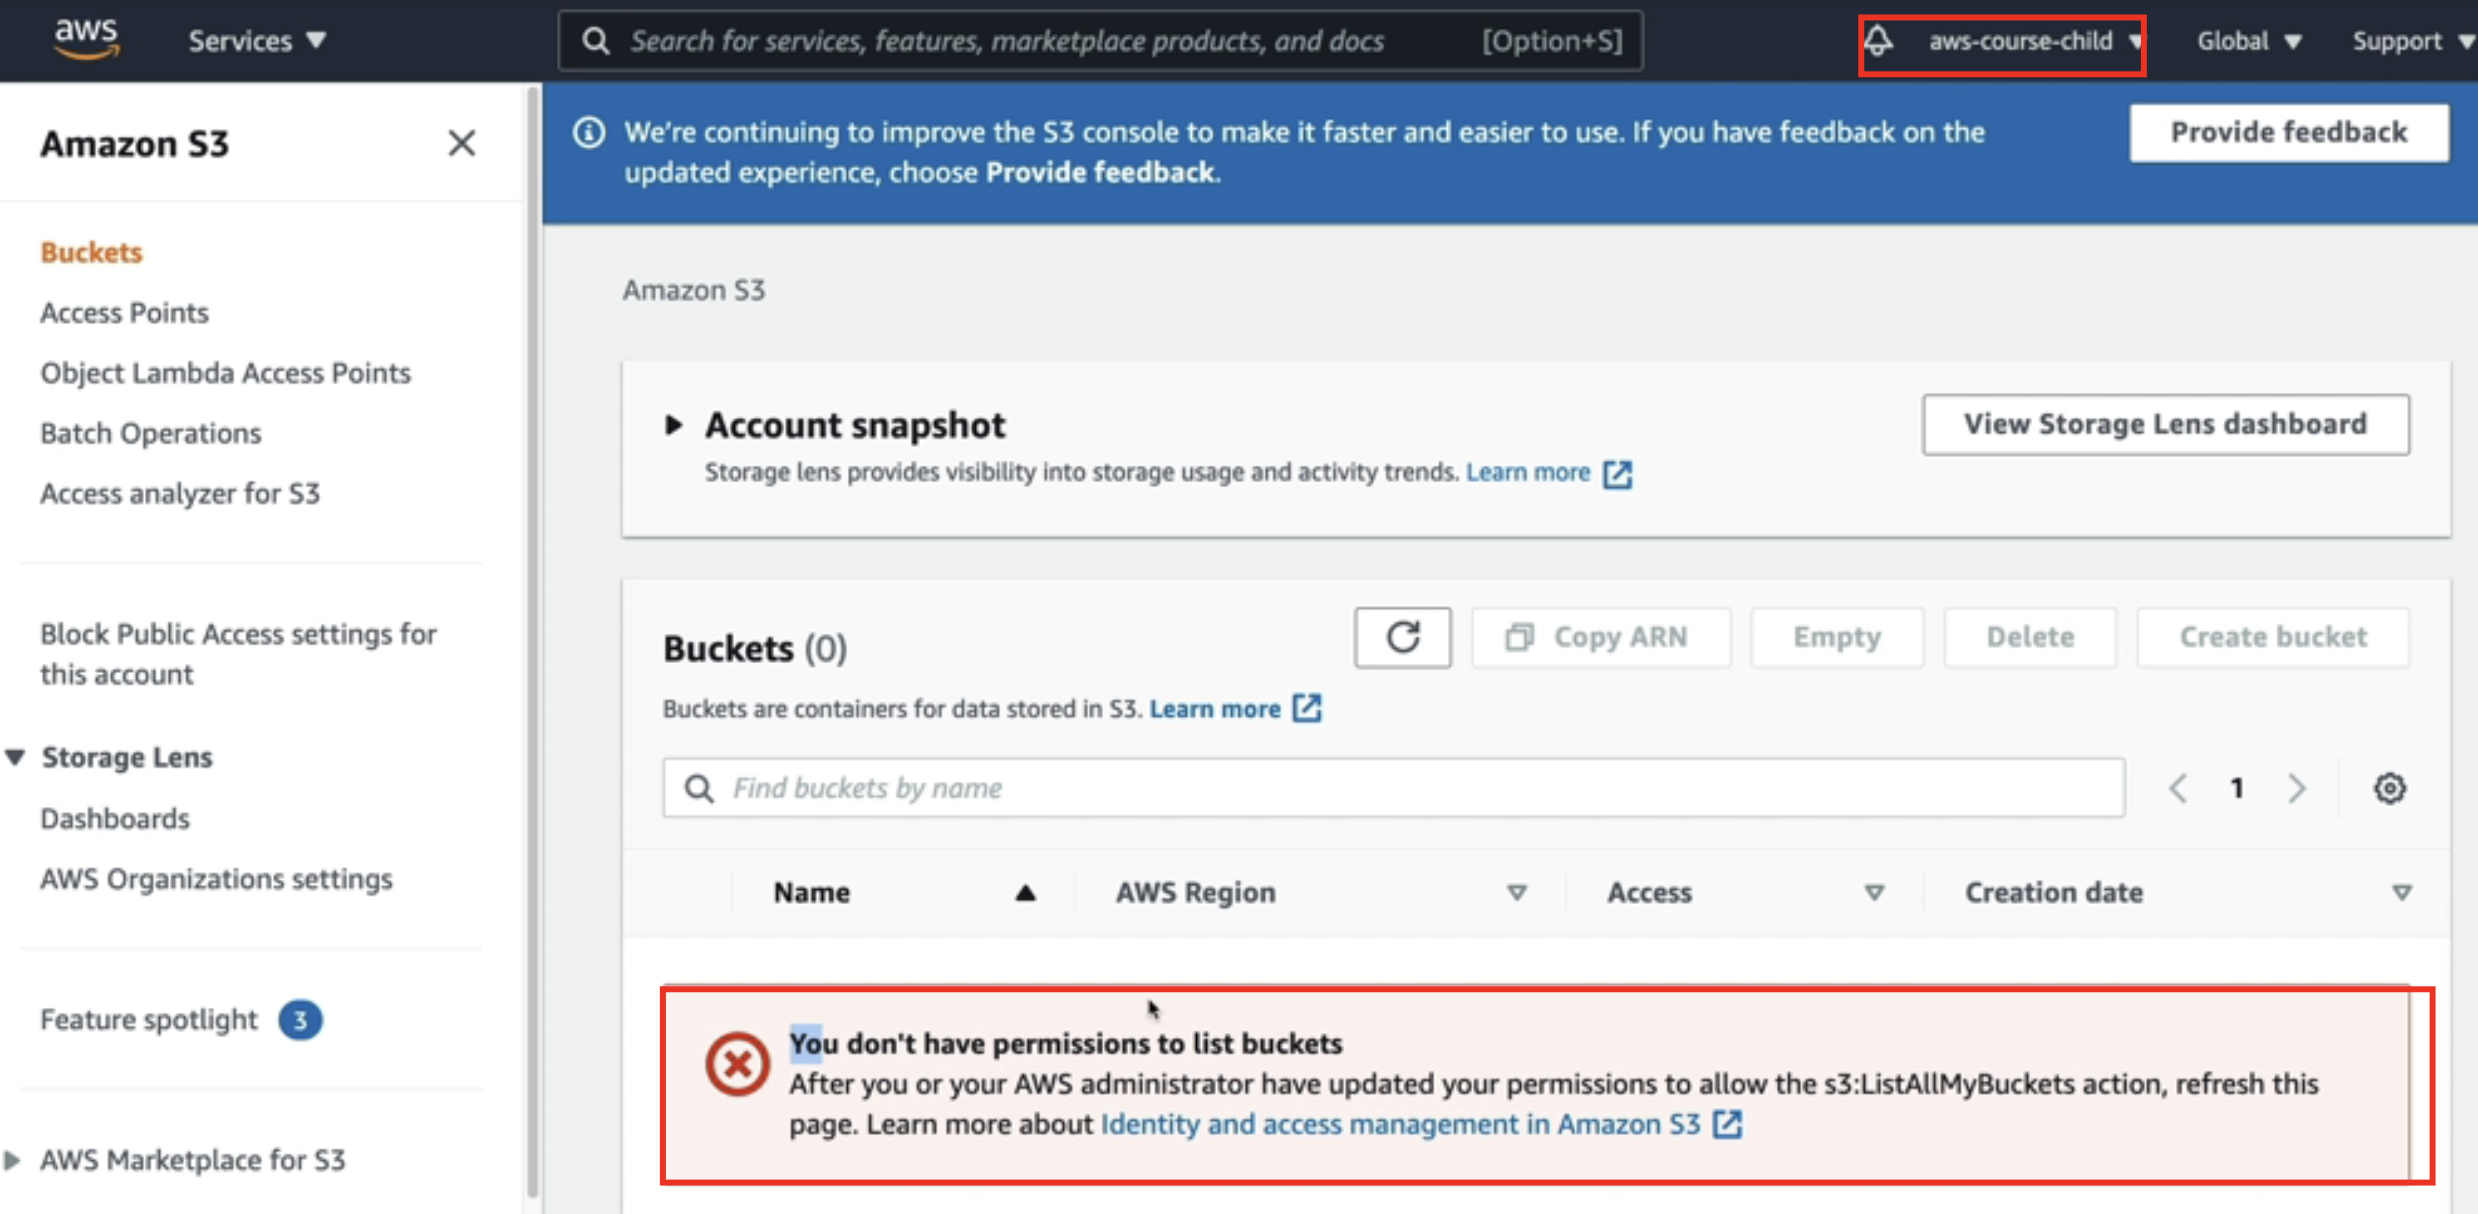 aws
Services
Search for services, features, marketplace products, and docs
[Option+S]
aws-course-child
Global
Support
Amazon S3
Buckets
Access Points
Object Lambda Access Points
Batch Operations
Access analyzer for S3
Block Public Access settings for
this account
Storage Lens
Dashboards
AWS Organizations settings
Feature spotlight 3
AWS Marketplace for S3
We're continuing to improve the S3 console to make it faster and easier to use. If you have feedback on the
updated experience, choose Provide feedback.
Provide feedback
Amazon S3
Account snapshot
Storage lens provides visibility into storage usage and activity trends. Learn more
View Storage Lens dashboard
Buckets (0)
Copy ARN
Empty
Delete
Create bucket
Buckets are containers for data stored in S3. Learn more
Find buckets by name
1
Name
AWS Region
Access
Creation date
You don't have permissions to list buckets
After you or your AWS administrator have updated your permissions to allow the s3:ListAllMyBuckets action, refresh this
page. Learn more about Identity and access management in Amazon S3